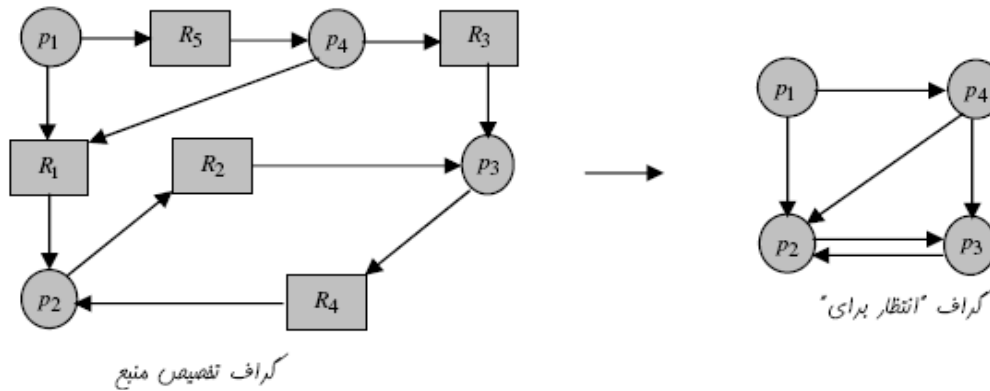 p1 R5 p4 R3
R1 R2 p3
p2 R4
گراف تخصیص منبع
p1 p4
p2 p3
گراف "انتظار برای"